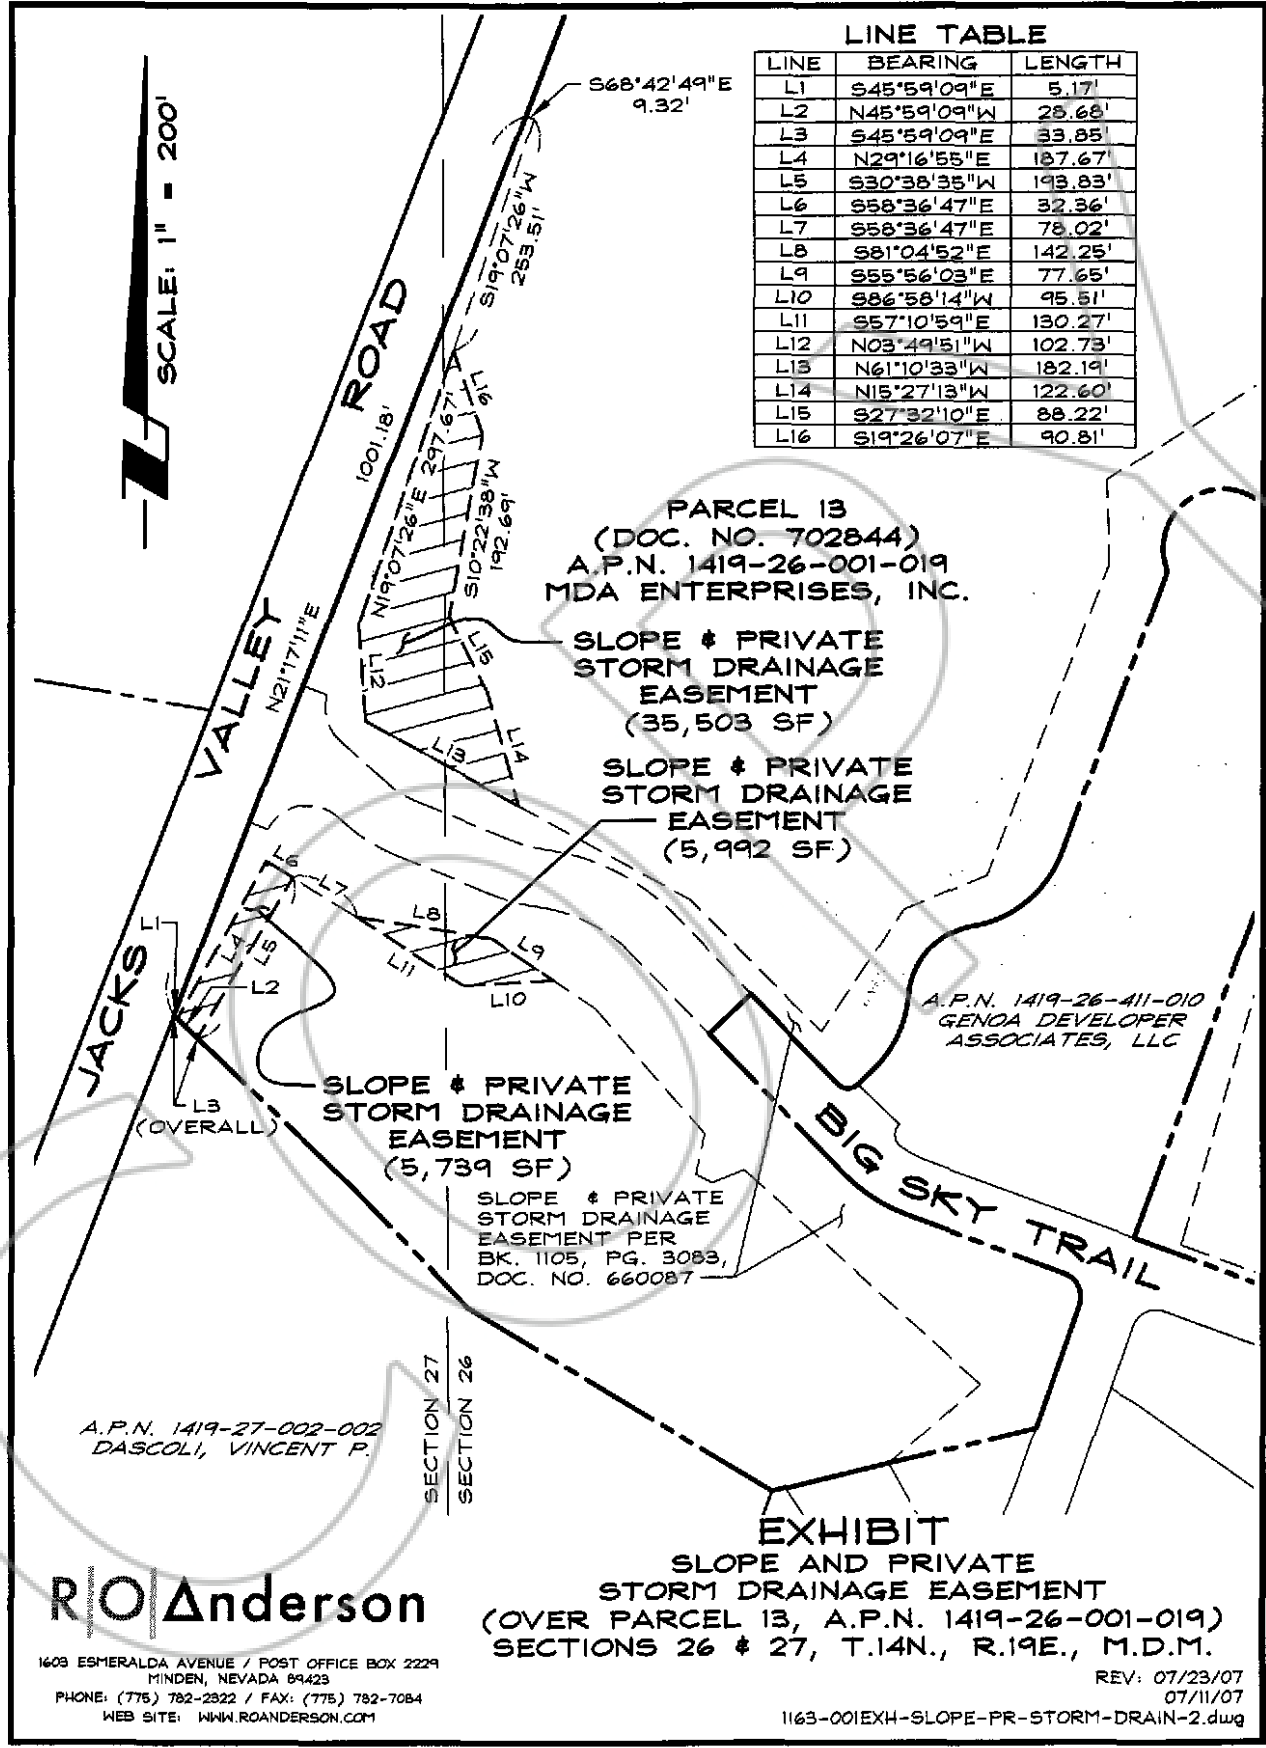 LINE TABLE
LINE BEARING LENGTH
L1 S45°59'09"E 5.17'
L2 N45°59'09"W 28.68'
L3 S45°59'09"E 33.85'
L4 N29°16'55"E 187.67'
L5 S30°38'35"W 193.83'
L6 S58°36'47"E 32.36'
L7 S58°36'47"E 78.02'
L8 S81°04'52"E 142.25'
L9 S55°56'03"E 77.65'
L10 S86°58'14"W 95.51'
L11 S57°10'59"E 130.27'
L12 N03°49'51"W 102.73'
L13 N61°10'33"W 182.19'
L14 N15°27'13"W 122.60'
L15 S27°32'10"E 88.22'
L16 S19°26'07"E 90.81'
SCALE: 1" = 200'
S68°42'49"E
9.32'
S19°07'26"W
253.51'
JACKS VALLEY ROAD
1001.18'
N21°17'11"E
N19°07'26"E 297.67'
L16
S10°22'38"W
192.69'
L15
L12
L13
L14
PARCEL 13
(DOC. NO. 702844)
A.P.N. 1419-26-001-019
MDA ENTERPRISES, INC.
SLOPE & PRIVATE
STORM DRAINAGE
EASEMENT
(35,503 SF)
SLOPE & PRIVATE
STORM DRAINAGE
EASEMENT
(5,992 SF)
L6
L7
L8
L9
L10
L11
L1
L4
L5
L2
L3
(OVERALL)
A.P.N. 1419-26-411-010
GENOA DEVELOPER
ASSOCIATES, LLC
SLOPE & PRIVATE
STORM DRAINAGE
EASEMENT
(5,739 SF)
SLOPE & PRIVATE
STORM DRAINAGE
EASEMENT PER
BK. 1105, PG. 3083,
DOC. NO. 660087
BIG SKY TRAIL
SECTION 27
SECTION 26
A.P.N. 1419-27-002-002
DASCOLI, VINCENT P.
EXHIBIT
SLOPE AND PRIVATE
STORM DRAINAGE EASEMENT
(OVER PARCEL 13, A.P.N. 1419-26-001-019)
SECTIONS 26 & 27, T.14N., R.19E., M.D.M.
R|O|Anderson
1603 ESMERALDA AVENUE / POST OFFICE BOX 2229
MINDEN, NEVADA 89423
PHONE: (775) 782-2322 / FAX: (775) 782-7084
WEB SITE: WWW.ROANDERSON.COM
REV: 07/23/07
07/11/07
1163-001EXH-SLOPE-PR-STORM-DRAIN-2.dwg